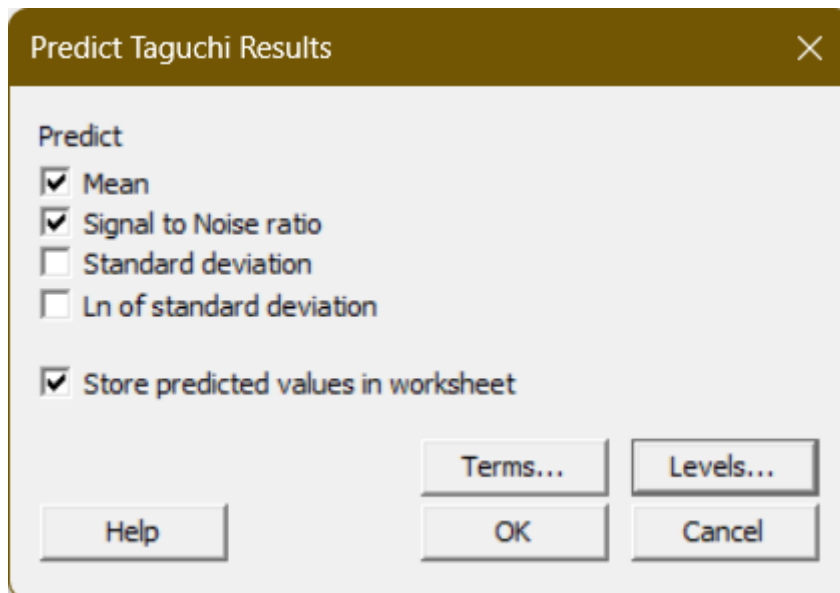 Predict Taguchi Results
Predict
Mean
Signal to Noise ratio
Standard deviation
Ln of standard deviation
Store predicted values in worksheet
Terms... Levels...
Help OK Cancel